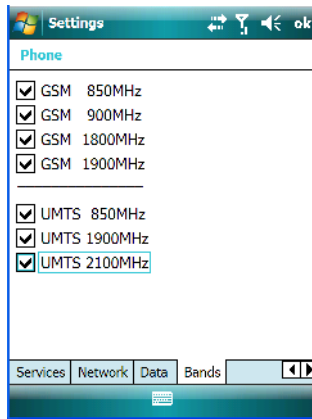 Settings ok
Phone
GSM 850MHz
GSM 900MHz
GSM 1800MHz
GSM 1900MHz
UMTS 850MHz
UMTS 1900MHz
UMTS 2100MHz
Services Network Data Bands